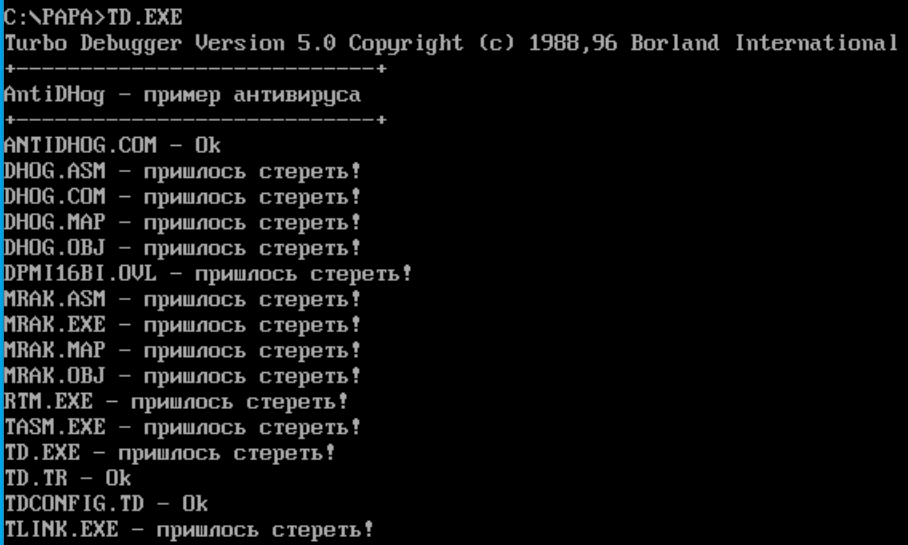 C:\PAPA>TD.EXE
Turbo Debugger Version 5.0 Copyright (c) 1988,96 Borland International
+----------------------------+
AntiDHog - пример антивируса
+----------------------------+
ANTIDHOG.COM - Ok
DHOG.ASM - пришлось стереть!
DHOG.COM - пришлось стереть!
DHOG.MAP - пришлось стереть!
DHOG.OBJ - пришлось стереть!
DPMI16BI.OVL - пришлось стереть!
MRAK.ASM - пришлось стереть!
MRAK.EXE - пришлось стереть!
MRAK.MAP - пришлось стереть!
MRAK.OBJ - пришлось стереть!
RTM.EXE - пришлось стереть!
TASM.EXE - пришлось стереть!
TD.EXE - пришлось стереть!
TD.TR - Ok
TDCONFIG.TD - Ok
TLINK.EXE - пришлось стереть!